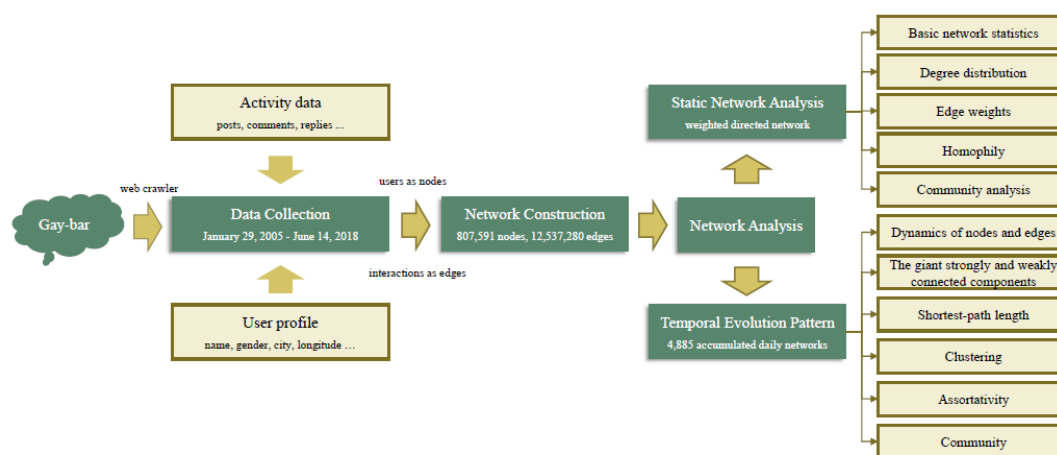 Gay-bar
web crawler
Activity data
posts, comments, replies ...
Data Collection
January 29, 2005 - June 14, 2018
User profile
name, gender, city, longitude ...
users as nodes
interactions as edges
Network Construction
807,591 nodes, 12,537,280 edges
Network Analysis
Static Network Analysis
weighted directed network
Temporal Evolution Pattern
4,885 accumulated daily networks
Basic network statistics
Degree distribution
Edge weights
Homophily
Community analysis
Dynamics of nodes and edges
The giant strongly and weakly
connected components
Shortest-path length
Clustering
Assortativity
Community